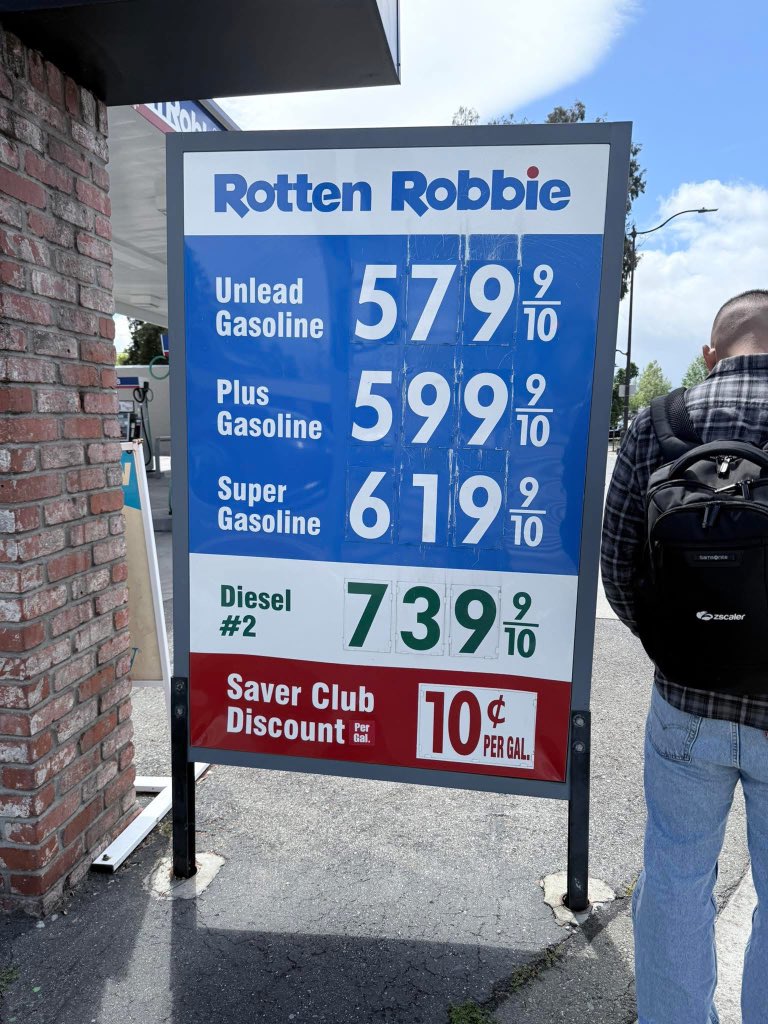 Rotten Robbie
Unlead
Gasoline
579 9/10
Plus
Gasoline
599 9/10
Super
Gasoline
619 9/10
Diesel
#2
739 9/10
Saver Club
Discount Per Gal.
10¢ PER GAL.
samsonite
zscaler